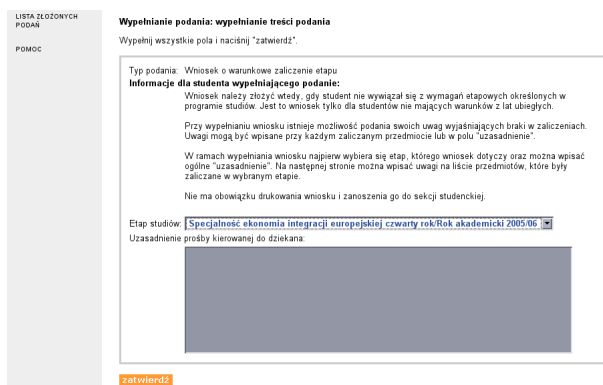 LISTA ZŁOŻONYCH
PODAŃ
POMOC
Wypełnianie podania: wypełnianie treści podania
Wypełnij wszystkie pola i naciśnij "zatwierdź".
Typ podania: Wniosek o warunkowe zaliczenie etapu
Informacje dla studenta wypełniającego podanie:
Wniosek należy złożyć wtedy, gdy student nie wywiązał się z wymagań etapowych określonych w
programie studiów. Jest to wniosek tylko dla studentów nie mających warunków z lat ubiegłych.
Przy wypełnianiu wniosku istnieje możliwość podania swoich uwag wyjaśniających braki w zaliczeniach.
Uwagi mogą być wpisane przy każdym zaliczanym przedmiocie lub w polu "uzasadnienie".
W ramach wypełniania wniosku najpierw wybiera się etap, którego wniosek dotyczy oraz można wpisać
ogólne "uzasadnienie". Na następnej stronie można wpisać uwagi na liście przedmiotów, które były
zaliczane w wybranym etapie.
Nie ma obowiązku drukowania wniosku i zanoszenia go do sekcji studenckiej.
Etap studiów: Specjalność ekonomia integracji europejskiej czwarty rok/Rok akademicki 2005/06
Uzasadnienie prośby kierowanej do dziekana:
zatwierdź